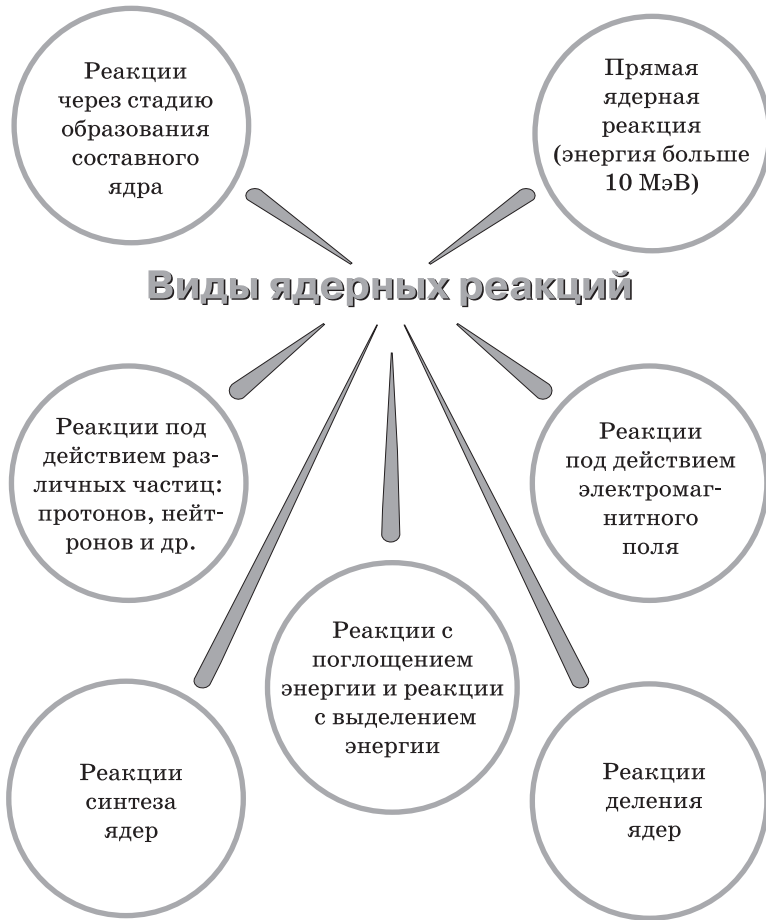 Реакции
через стадию
образования
составного
ядра
Прямая
ядерная
реакция
(энергия больше
10 МэВ)
Виды ядерных реакций
Реакции под
действием раз-
личных частиц:
протонов, нейт-
ронов и др.
Реакции
под действием
электромаг-
нитного
поля
Реакции с
поглощением
энергии и реакции
с выделением
энергии
Реакции
синтеза
ядер
Реакции
деления
ядер